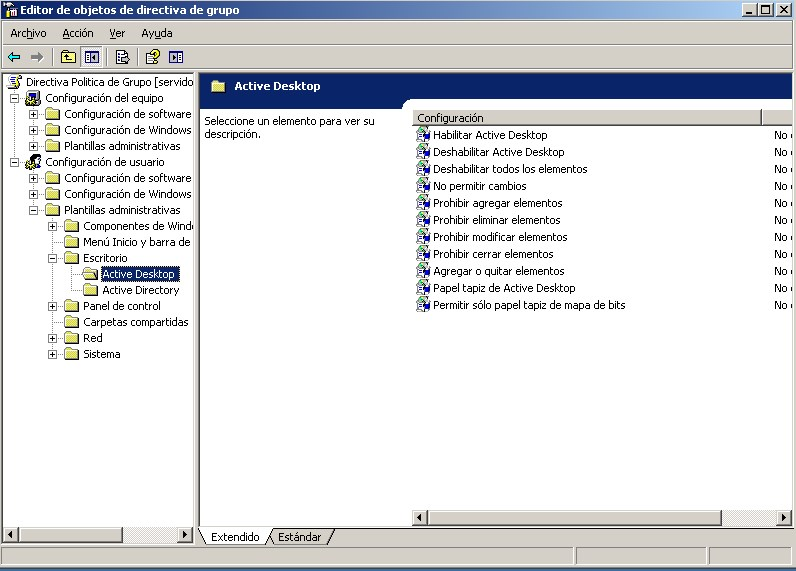 Editor de objetos de directiva de grupo
Archivo Acción Ver Ayuda
Directiva Politica de Grupo [servido
Configuración del equipo
Configuración de software
Configuración de Windows
Plantillas administrativas
Configuración de usuario
Configuración de software
Configuración de Windows
Plantillas administrativas
Componentes de Wind
Menú Inicio y barra de
Escritorio
Active Desktop
Active Directory
Panel de control
Carpetas compartidas
Red
Sistema
Active Desktop
Seleccione un elemento para ver su
descripción.
Configuración
Habilitar Active Desktop No
Deshabilitar Active Desktop No
Deshabilitar todos los elementos No
No permitir cambios No
Prohibir agregar elementos No
Prohibir eliminar elementos No
Prohibir modificar elementos No
Prohibir cerrar elementos No
Agregar o quitar elementos No
Papel tapiz de Active Desktop No
Permitir sólo papel tapiz de mapa de bits No
Extendido Estándar